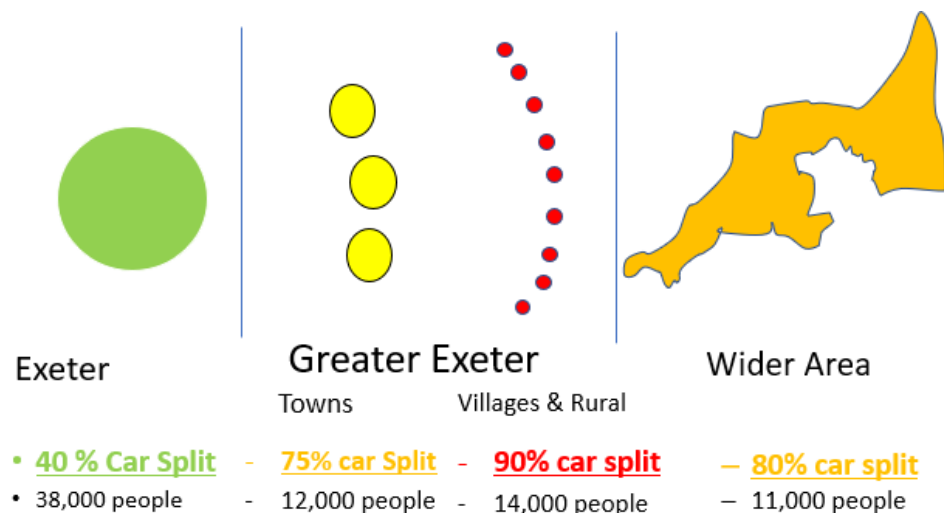 Exeter
Greater Exeter
Wider Area
Towns
Villages & Rural
• 40 % Car Split
- 75% car Split
- 90% car split
– 80% car split
• 38,000 people
- 12,000 people
- 14,000 people
– 11,000 people